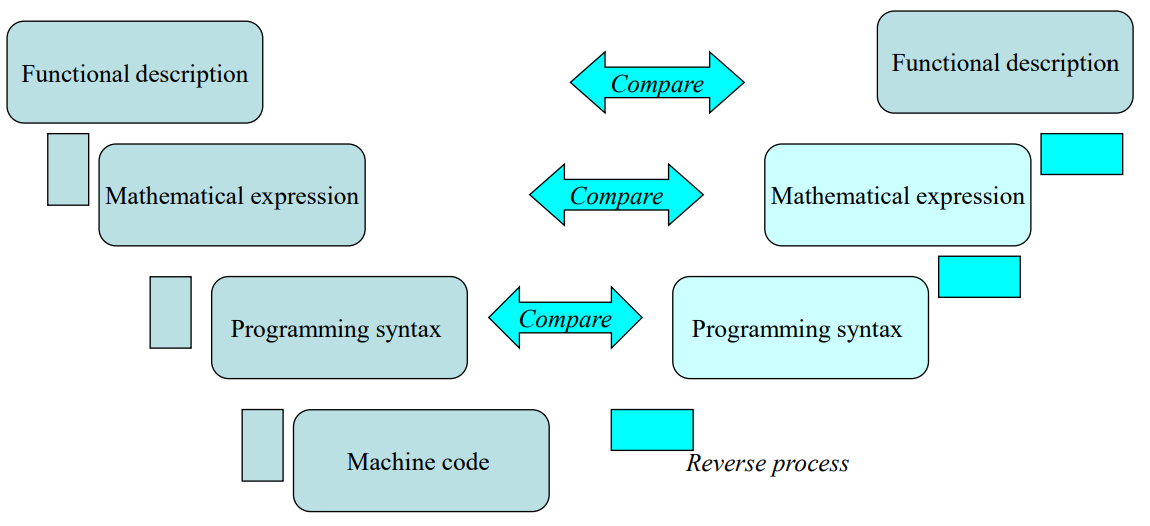 Functional description
Compare
Functional description
Mathematical expression
Compare
Mathematical expression
Programming syntax
Compare
Programming syntax
Machine code
Reverse process